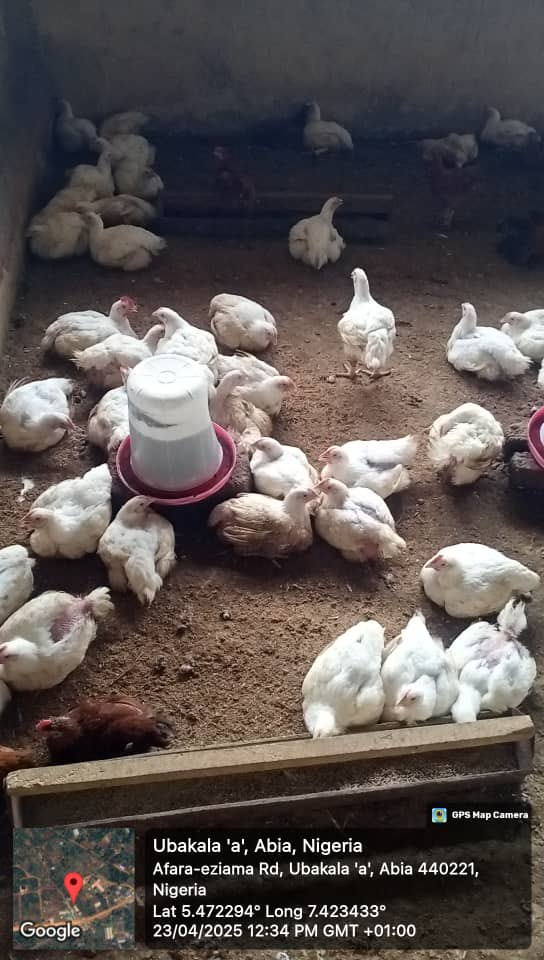 GPS Map Camera
Ubakala 'a', Abia, Nigeria
Afara-eziama Rd, Ubakala 'a', Abia 440221,
Nigeria
Lat 5.472294° Long 7.423433°
23/04/2025 12:34 PM GMT +01:00
Google